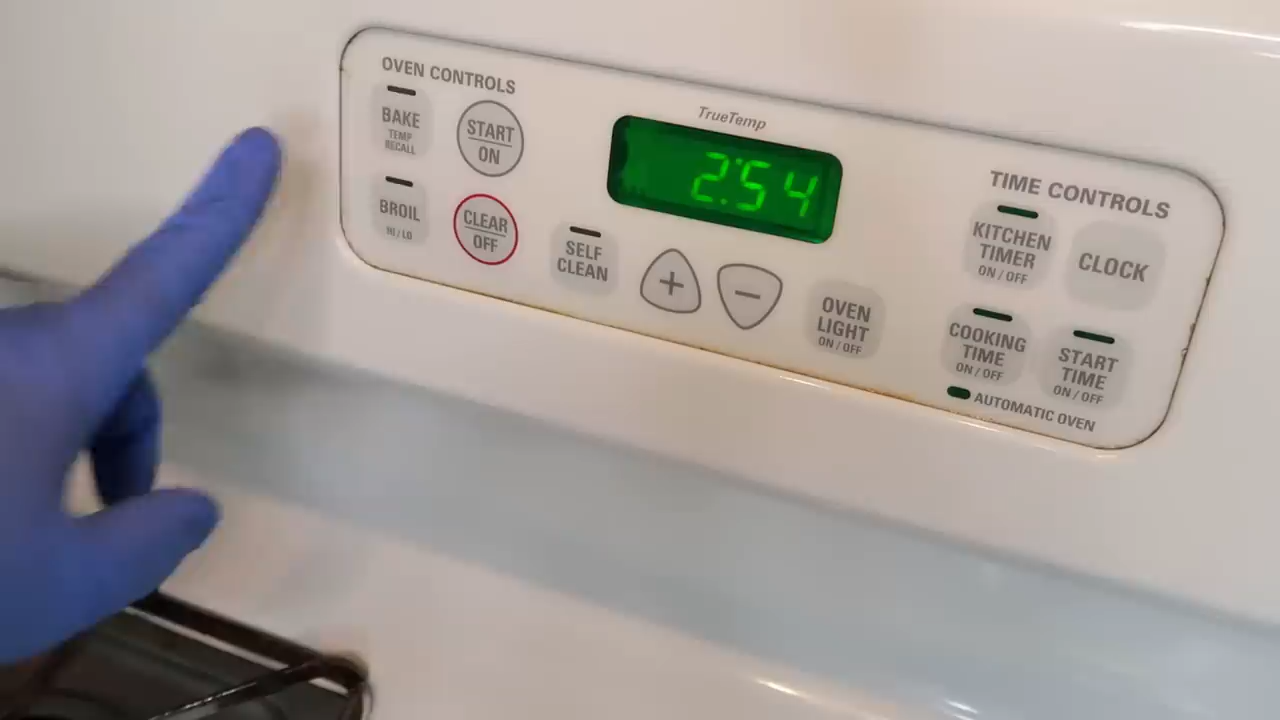 OVEN CONTROLS
BAKE
TEMP
RECALL
START
ON
BROIL
HI / LO
CLEAR
OFF
SELF
CLEAN
TrueTemp
2:54
+
−
OVEN
LIGHT
ON / OFF
TIME CONTROLS
KITCHEN
TIMER
ON / OFF
CLOCK
COOKING
TIME
ON / OFF
START
TIME
ON / OFF
AUTOMATIC OVEN